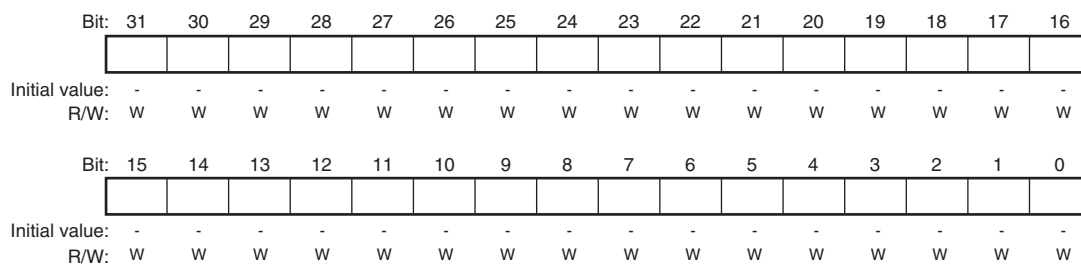 Bit: 31 30 29 28 27 26 25 24 23 22 21 20 19 18 17 16
Initial value: - - - - - - - - - - - - - - - -
R/W: W W W W W W W W W W W W W W W W
Bit: 15 14 13 12 11 10 9 8 7 6 5 4 3 2 1 0
Initial value: - - - - - - - - - - - - - - - -
R/W: W W W W W W W W W W W W W W W W